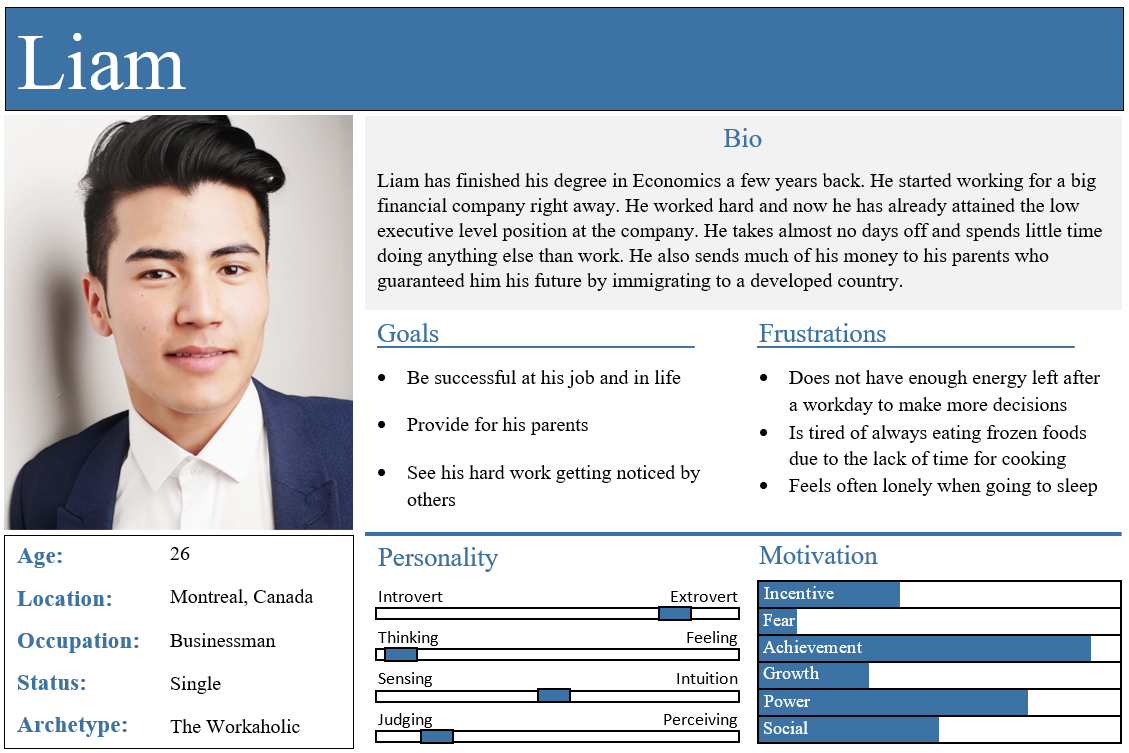 Liam
Bio
Liam has finished his degree in Economics a few years back. He started working for a big
financial company right away. He worked hard and now he has already attained the low
executive level position at the company. He takes almost no days off and spends little time
doing anything else than work. He also sends much of his money to his parents who
guaranteed him his future by immigrating to a developed country.
Goals
• Be successful at his job and in life
• Provide for his parents
• See his hard work getting noticed by
others
Frustrations
• Does not have enough energy left after
a workday to make more decisions
• Is tired of always eating frozen foods
due to the lack of time for cooking
• Feels often lonely when going to sleep
Age: 26
Location: Montreal, Canada
Occupation: Businessman
Status: Single
Archetype: The Workaholic
Personality
Introvert Extrovert
Thinking Feeling
Sensing Intuition
Judging Perceiving
Motivation
Incentive
Fear
Achievement
Growth
Power
Social